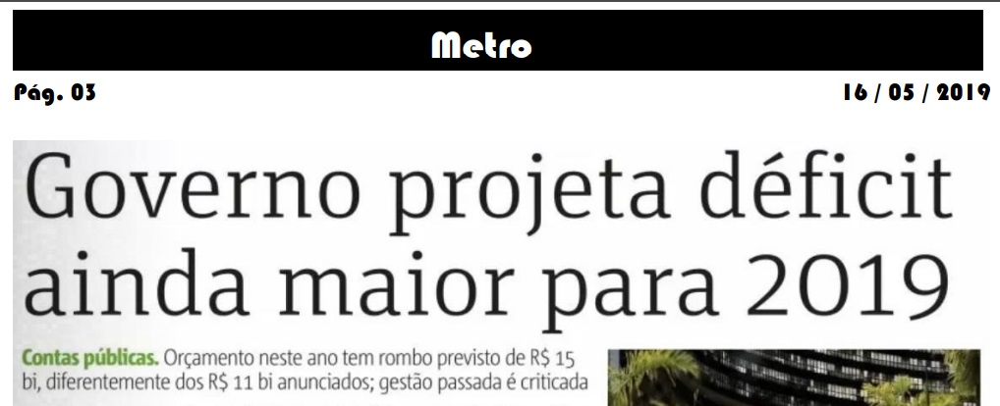 Metro
Pág. 03
16 / 05 / 2019
Governo projeta déficit
ainda maior para 2019
Contas públicas. Orçamento neste ano tem rombo previsto de R$ 15
bi, diferentemente dos R$ 11 bi anunciados; gestão passada é criticada